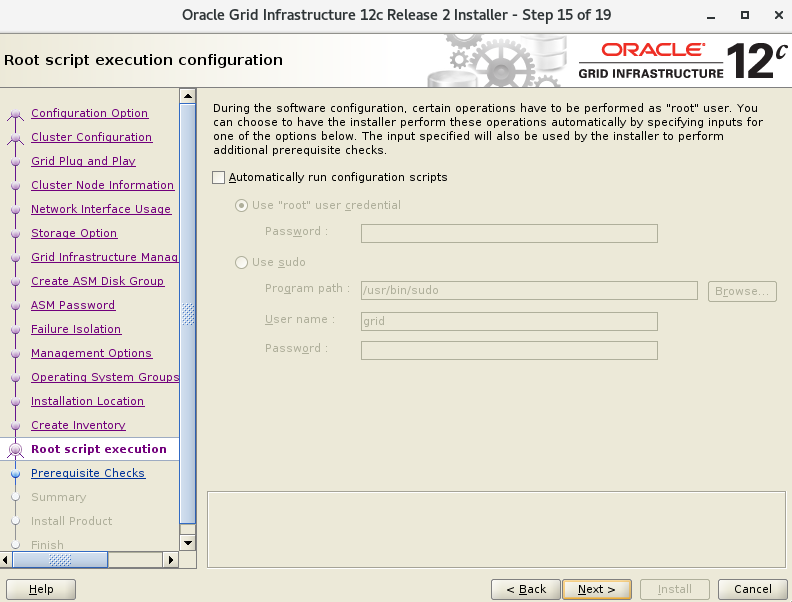 Oracle Grid Infrastructure 12c Release 2 Installer - Step 15 of 19
Root script execution configuration
ORACLE
GRID INFRASTRUCTURE
12c
Configuration Option
Cluster Configuration
Grid Plug and Play
Cluster Node Information
Network Interface Usage
Storage Option
Grid Infrastructure Manag
Create ASM Disk Group
ASM Password
Failure Isolation
Management Options
Operating System Groups
Installation Location
Create Inventory
Root script execution
Prerequisite Checks
Summary
Install Product
Finish
During the software configuration, certain operations have to be performed as "root" user. You
can choose to have the installer perform these operations automatically by specifying inputs for
one of the options below. The input specified will also be used by the installer to perform
additional prerequisite checks.
Automatically run configuration scripts
Use "root" user credential
Password :
Use sudo
Program path : /usr/bin/sudo Browse...
User name : grid
Password :
Help < Back Next > Install Cancel